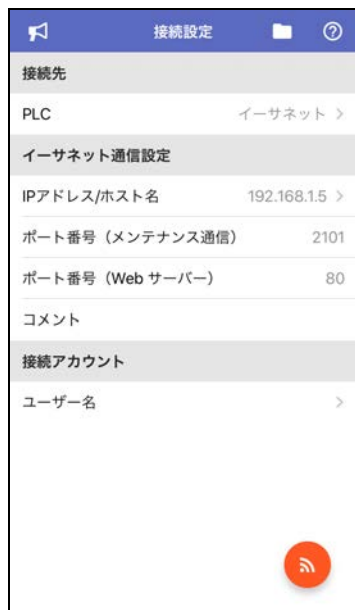 接続設定
接続先
PLC イーサネット
イーサネット通信設定
IPアドレス/ホスト名 192.168.1.5
ポート番号（メンテナンス通信） 2101
ポート番号（Web サーバー） 80
コメント
接続アカウント
ユーザー名